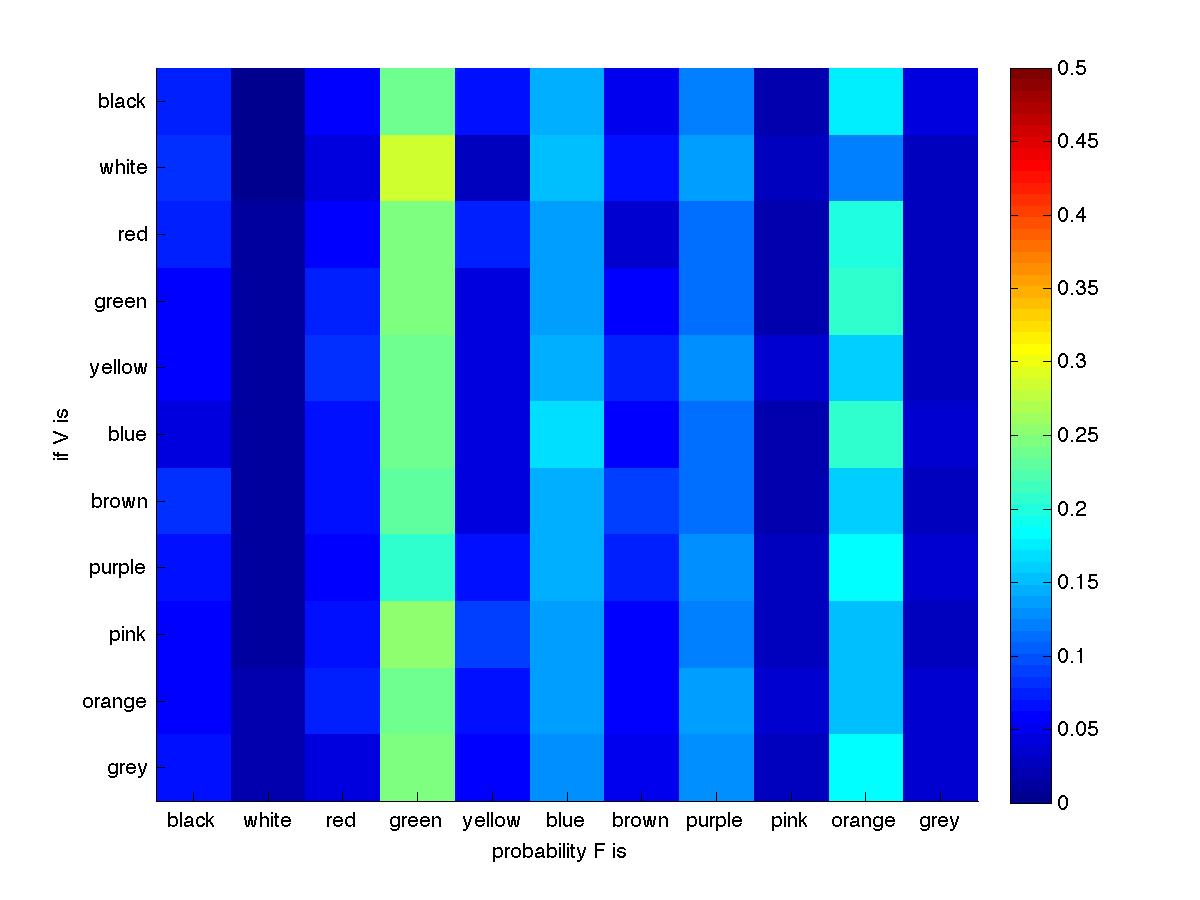 black
white
red
green
yellow
blue
brown
purple
pink
orange
grey
if V is
black white red green yellow blue brown purple pink orange grey
probability F is
0.5
0.45
0.4
0.35
0.3
0.25
0.2
0.15
0.1
0.05
0